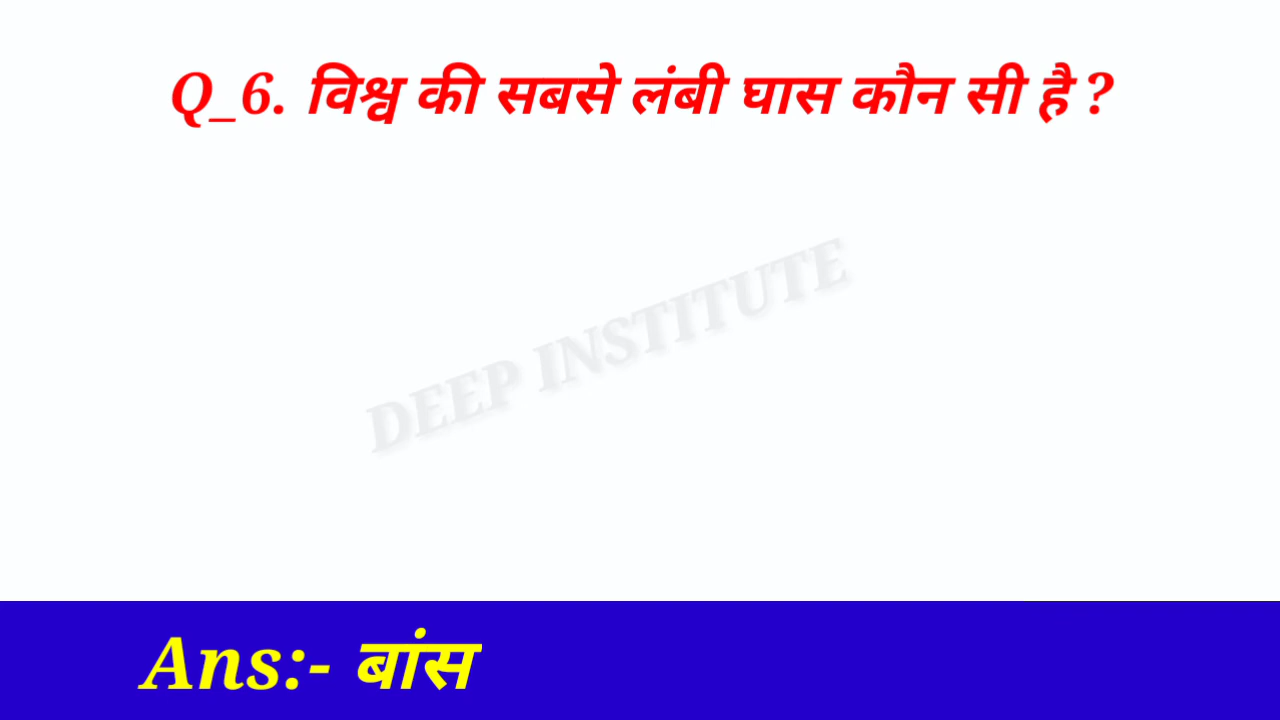 Q_6. विश्व की सबसे लंबी घास कौन सी है ?
DEEP INSTITUTE
Ans:- बांस